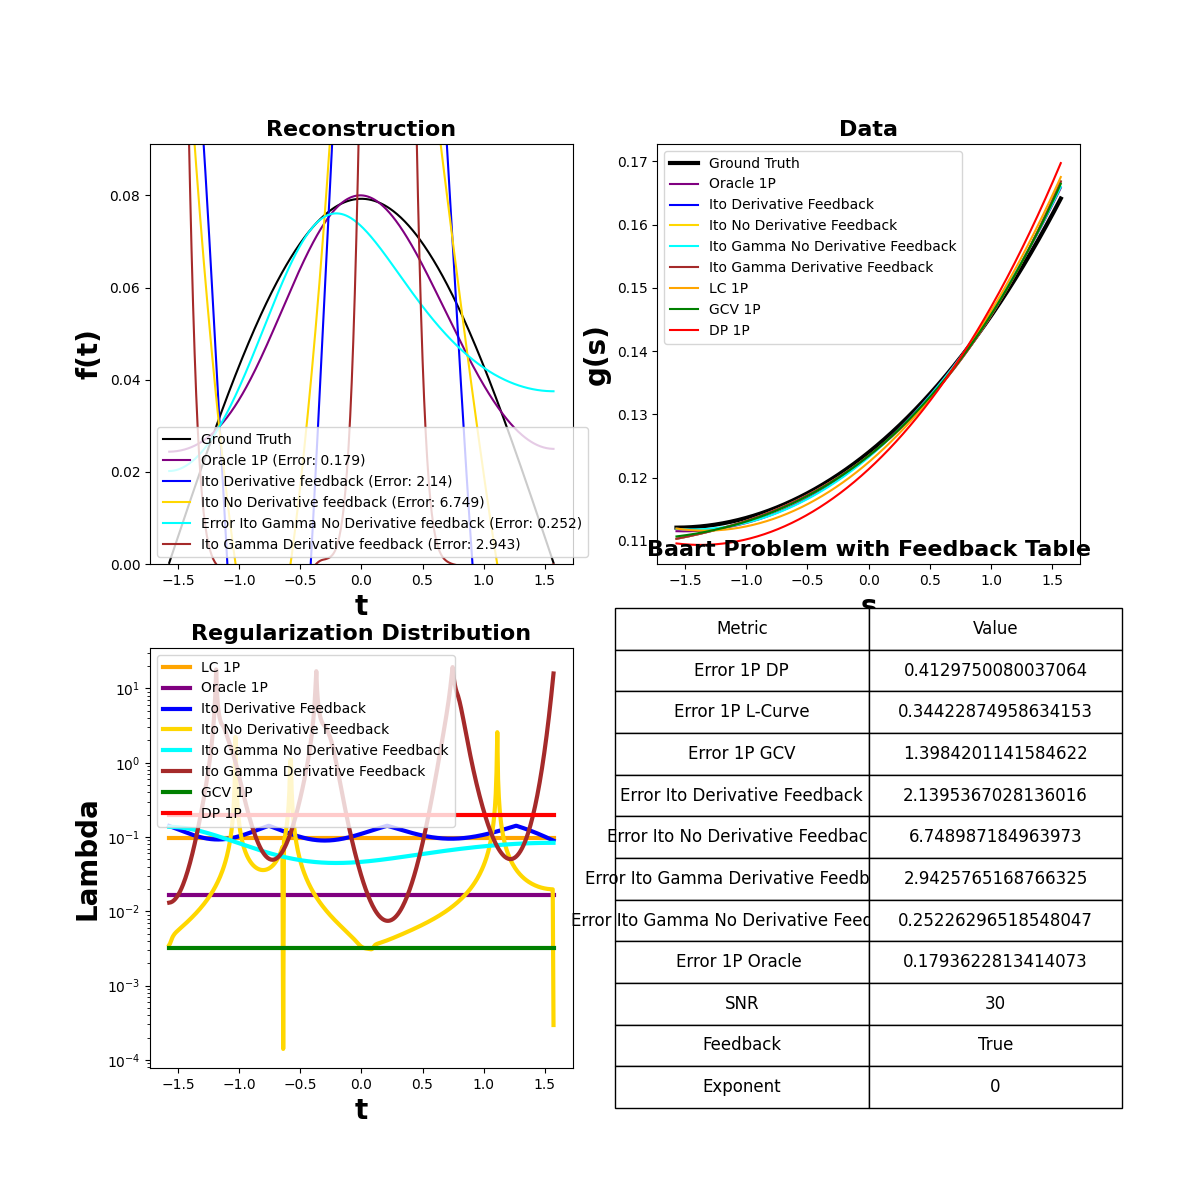 Reconstruction
f(t)
0.08
0.06
0.04
0.02
0.00
Ground Truth
Oracle 1P (Error: 0.179)
Ito Derivative feedback (Error: 2.14)
Ito No Derivative feedback (Error: 6.749)
Error Ito Gamma No Derivative feedback (Error: 0.252)
Ito Gamma Derivative feedback (Error: 2.943)
−1.5 −1.0 −0.5 0.0 0.5 1.0 1.5
t
Data
g(s)
0.17
0.16
0.15
0.14
0.13
0.12
0.11
Ground Truth
Oracle 1P
Ito Derivative Feedback
Ito No Derivative Feedback
Ito Gamma No Derivative Feedback
Ito Gamma Derivative Feedback
LC 1P
GCV 1P
DP 1P
−1.5 −1.0 −0.5 0.0 0.5 1.0 1.5
s
Regularization Distribution
Lambda
10^1
10^0
10^−1
10^−2
10^−3
10^−4
LC 1P
Oracle 1P
Ito Derivative Feedback
Ito No Derivative Feedback
Ito Gamma No Derivative Feedback
Ito Gamma Derivative Feedback
GCV 1P
DP 1P
−1.5 −1.0 −0.5 0.0 0.5 1.0 1.5
t
Baart Problem with Feedback Table
Metric Value
Error 1P DP 0.4129750080037064
Error 1P L-Curve 0.34422874958634153
Error 1P GCV 1.3984201141584622
Error Ito Derivative Feedback 2.1395367028136016
Error Ito No Derivative Feedbac 6.748987184963973
Error Ito Gamma Derivative Feedb 2.9425765168766325
Error Ito Gamma No Derivative Feed 0.25226296518548047
Error 1P Oracle 0.1793622813414073
SNR 30
Feedback True
Exponent 0